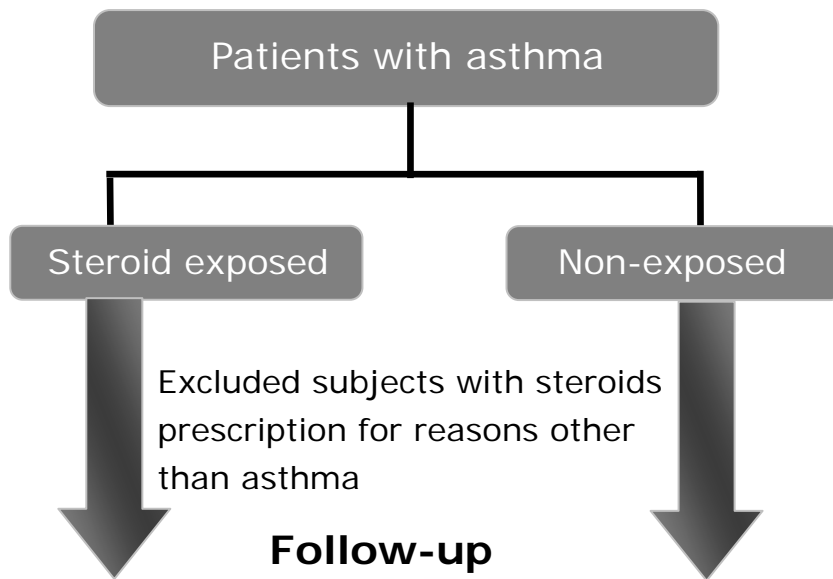 Patients with asthma
Steroid exposed
Non-exposed
Excluded subjects with steroids
prescription for reasons other
than asthma
Follow-up